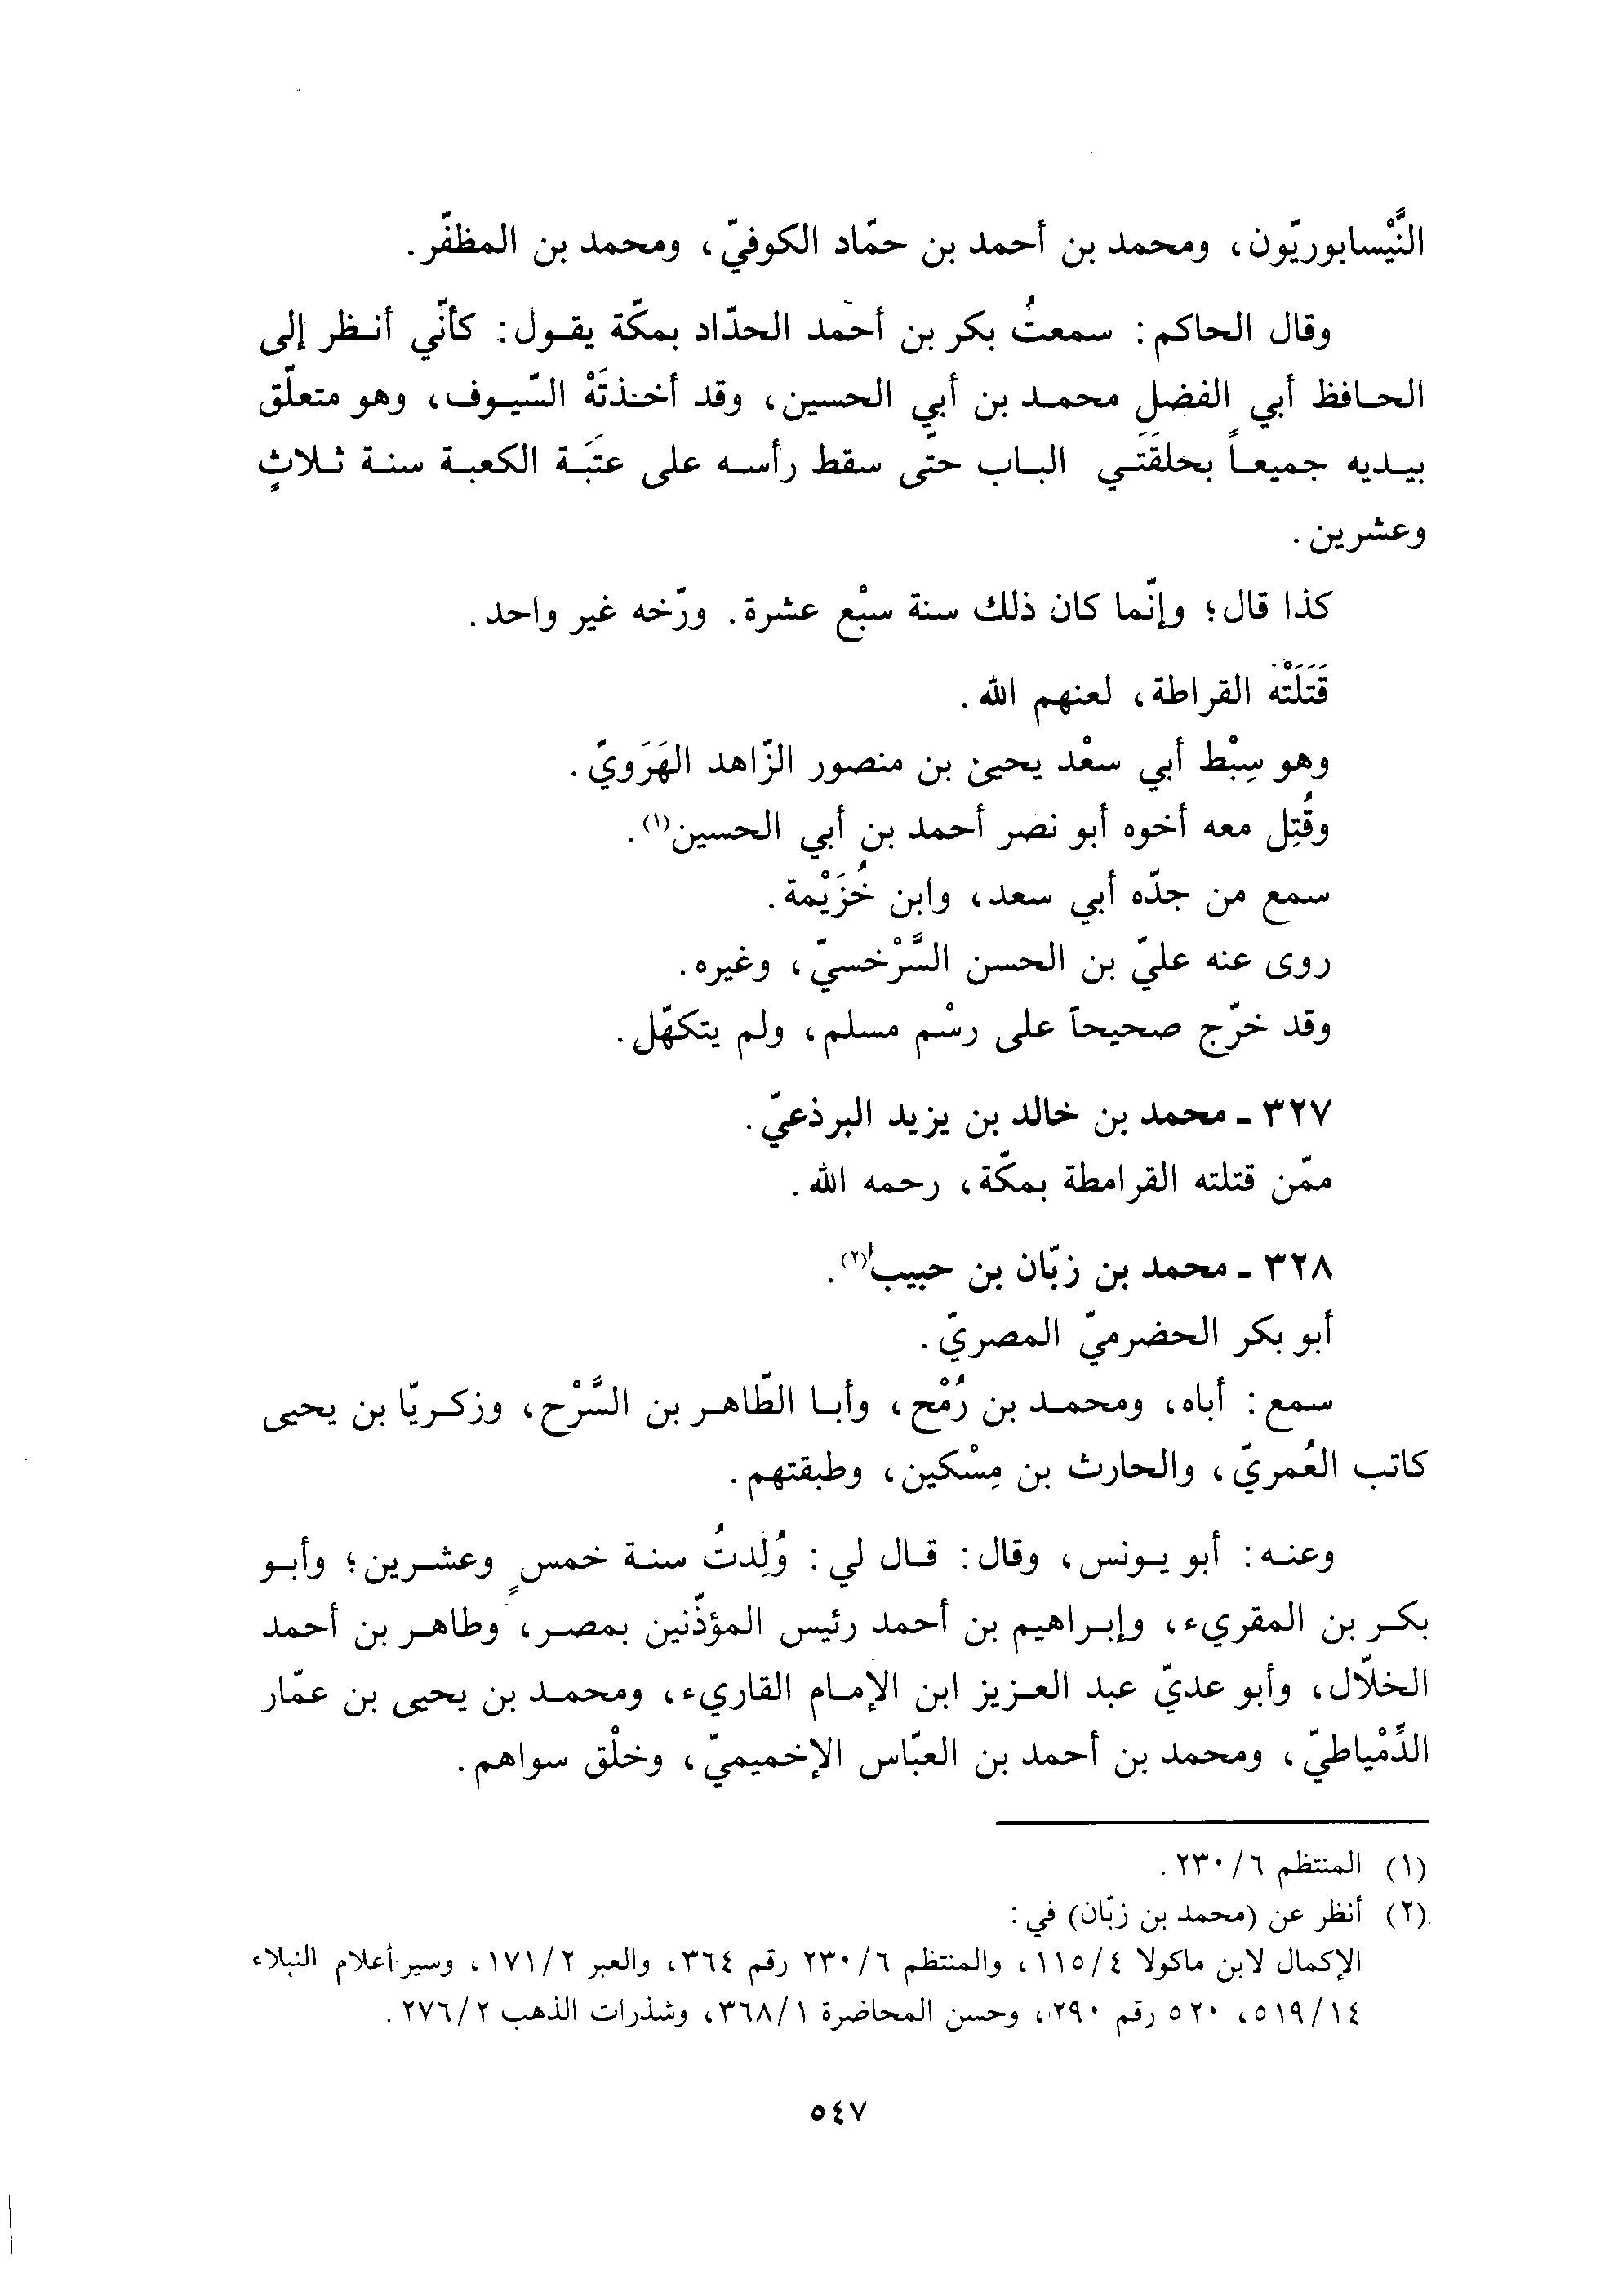 النَّيْسابوريّون، ومحمد بن أحمد بن حمّاد الكوفيّ، ومحمد بن المظفّر.
وقال الحاكم: سمعتُ بكر بن أحمد الحدّاد بمكّة يقول: كأنّي أنظر إلى
الحافظ أبي الفضل محمد بن أبي الحسين، وقد أخذتَهْ السّيوف، وهو متعلّق
بيديه جميعاً بحلقَتَي الباب حتّى سقط رأسه على عتَبَة الكعبة سنة ثلاثٍ
وعشرين.
كذا قال؛ وإنّما كان ذلك سنة سبْع عشرة. ورّخه غير واحد.
قَتَلَتْه القراطة، لعنهم الله.
وهو سِبْط أبي سعْد يحيىٰ بن منصور الزّاهد الهَرَويّ.
وقُتِل معه أخوه أبو نصر أحمد بن أبي الحسين(١).
سمع من جدّه أبي سعد، وابن خُزَيْمة.
روى عنه عليّ بن الحسن السَّرْخسيّ، وغيره.
وقد خرّج صحيحاً على رسْم مسلم، ولم يتكهّل.
٣٢٧ - محمد بن خالد بن يزيد البرذعيّ.
ممّن قتلته القرامطة بمكّة، رحمه الله.
٣٢٨ - محمد بن زبّان بن حبيب(٢).
أبو بكر الحضرميّ المصريّ.
سمع: أباه، ومحمد بن رُمْح، وأبا الطّاهر بن السَّرْح، وزكريّا بن يحيى
كاتب العُمريّ، والحارث بن مِسْكين، وطبقتهم.
وعنه: أبو يونس، وقال: قال لي: وُلِدتُ سنة خمسٍ وعشرين؛ وأبو
بكر بن المقريء، وإبراهيم بن أحمد رئيس المؤذّنين بمصر، وطاهر بن أحمد
الخلّال، وأبو عديّ عبد العزيز ابن الإمام القاريء، ومحمد بن يحيى بن عمّار
الدِّمْياطيّ، ومحمد بن أحمد بن العبّاس الإخميميّ، وخلْق سواهم.
(١) المنتظم ٦/٢٣٠.
(٢) أنظر عن (محمد بن زبّان) في:
الإكمال لابن ماكولا ٤/١١٥، والمنتظم ٦/٢٣٠ رقم ٣٦٤، والعبر ٢/١٧١، وسير أعلام النبلاء
١٤/٥١٩، ٥٢٠ رقم ٢٩٠، وحسن المحاضرة ١/٣٦٨، وشذرات الذهب ٢/٢٧٦.
٥٤٧